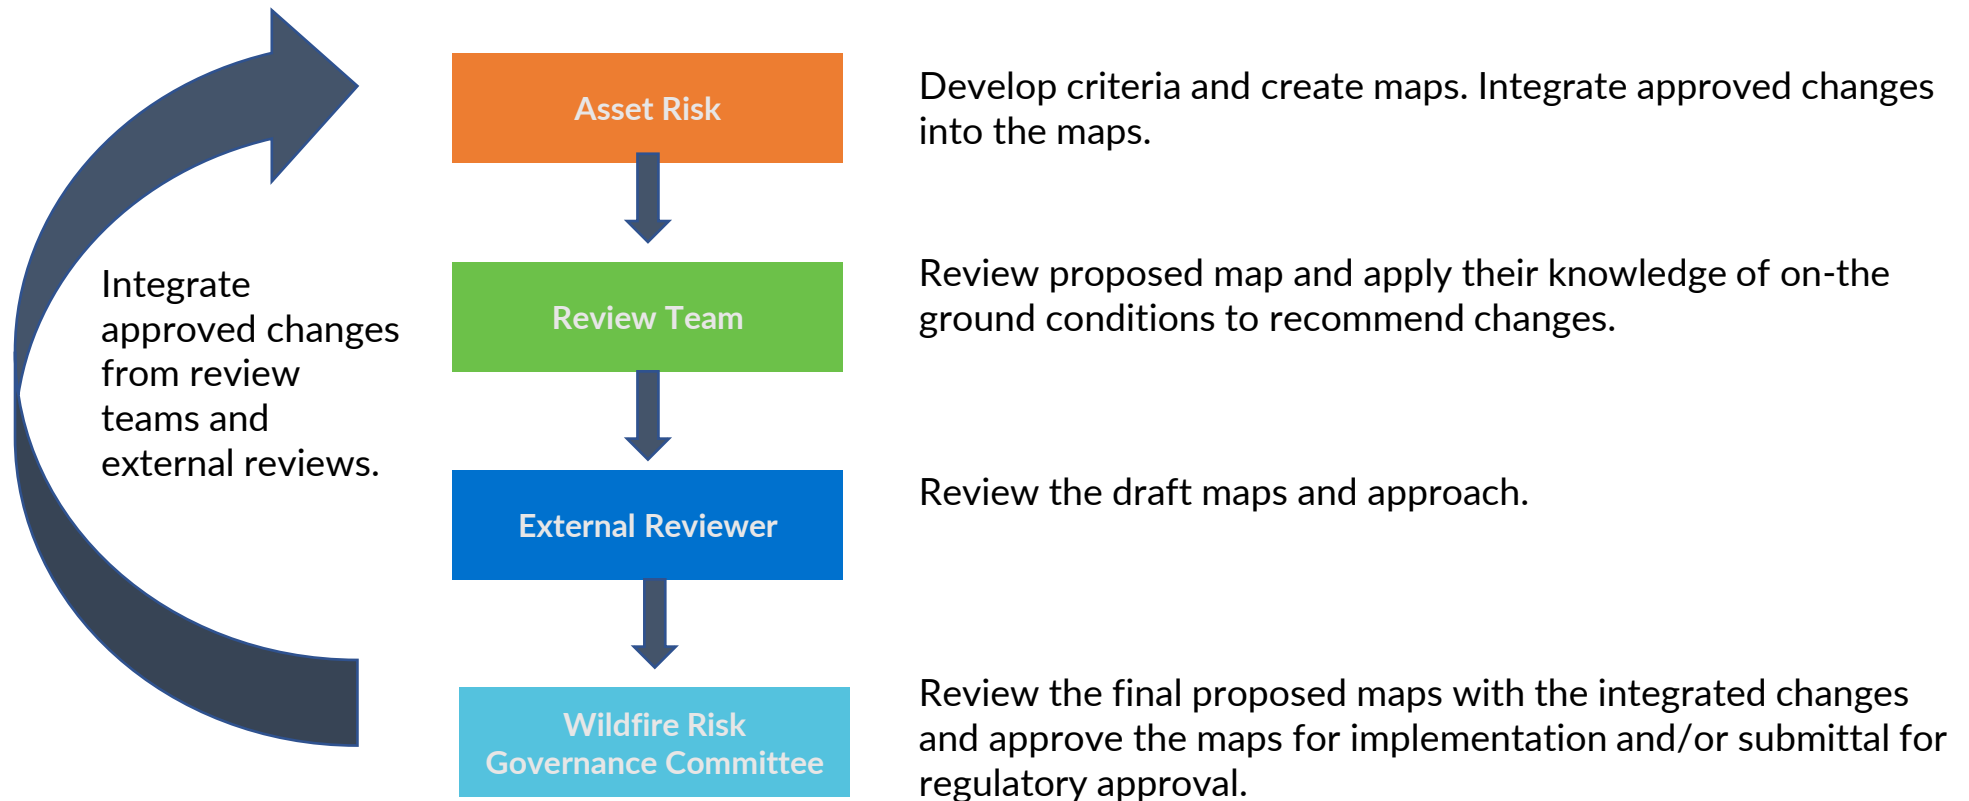 Asset Risk
Develop criteria and create maps. Integrate approved changes
into the maps.
Integrate
approved changes
from review
teams and
external reviews.
Review Team
Review proposed map and apply their knowledge of on-the
ground conditions to recommend changes.
External Reviewer
Review the draft maps and approach.
Wildfire Risk
Governance Committee
Review the final proposed maps with the integrated changes
and approve the maps for implementation and/or submittal for
regulatory approval.